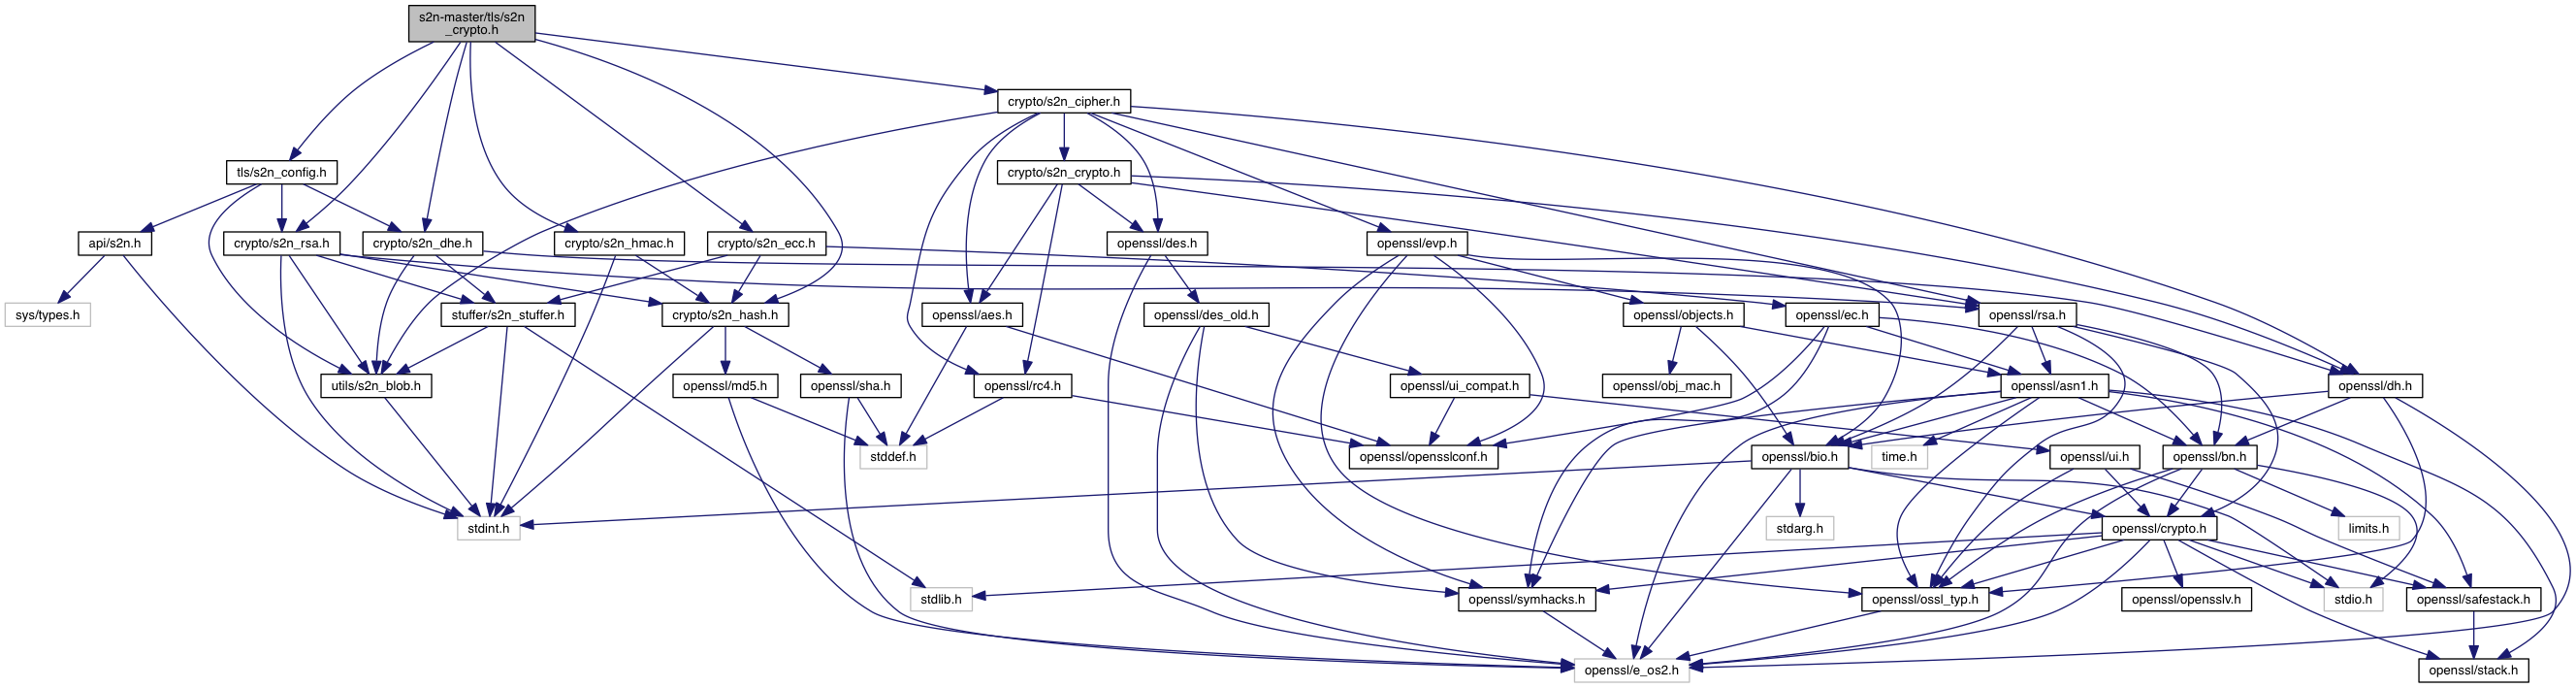 s2n-master/tls/s2n
_crypto.h
crypto/s2n_cipher.h
tls/s2n_config.h
crypto/s2n_crypto.h
api/s2n.h
crypto/s2n_rsa.h
crypto/s2n_dhe.h
crypto/s2n_hmac.h
crypto/s2n_ecc.h
openssl/des.h
openssl/evp.h
sys/types.h
stuffer/s2n_stuffer.h
crypto/s2n_hash.h
openssl/aes.h
openssl/des_old.h
openssl/objects.h
openssl/ec.h
openssl/rsa.h
utils/s2n_blob.h
openssl/md5.h
openssl/sha.h
openssl/rc4.h
openssl/ui_compat.h
openssl/obj_mac.h
openssl/asn1.h
openssl/dh.h
stddef.h
openssl/opensslconf.h
openssl/bio.h
time.h
openssl/ui.h
openssl/bn.h
stdint.h
stdarg.h
openssl/crypto.h
limits.h
stdlib.h
openssl/symhacks.h
openssl/ossl_typ.h
openssl/opensslv.h
stdio.h
openssl/safestack.h
openssl/e_os2.h
openssl/stack.h